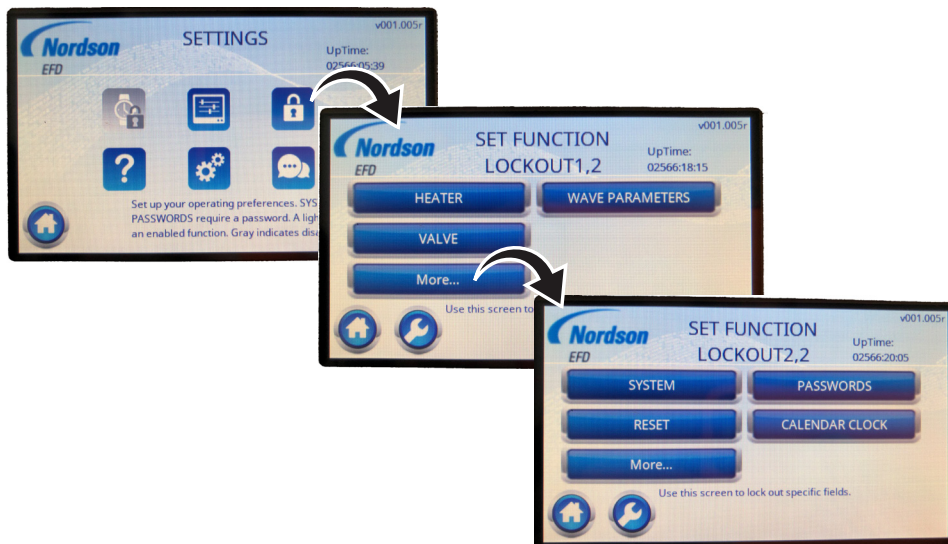 Nordson
EFD
SETTINGS
v001.005r
UpTime:
02566:05:39
?
Set up your operating preferences. SYS
PASSWORDS require a password. A ligh
an enabled function. Gray indicates disa
Nordson
EFD
SET FUNCTION
LOCKOUT1,2
v001.005r
UpTime:
02566:18:15
HEATER
WAVE PARAMETERS
VALVE
More...
Use this screen to
Nordson
EFD
SET FUNCTION
LOCKOUT2,2
v001.005r
UpTime:
02566:20:05
SYSTEM
PASSWORDS
RESET
CALENDAR CLOCK
More...
Use this screen to lock out specific fields.